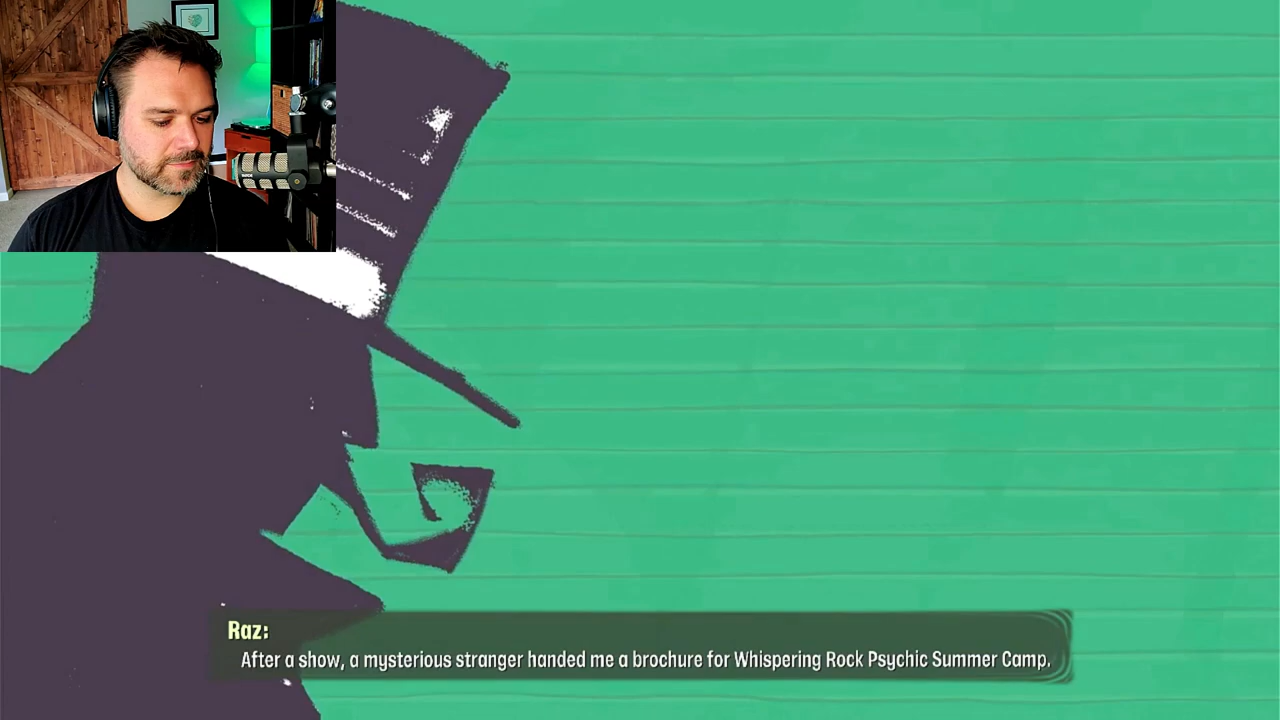 Raz:
After a show, a mysterious stranger handed me a brochure for Whispering Rock Psychic Summer Camp.